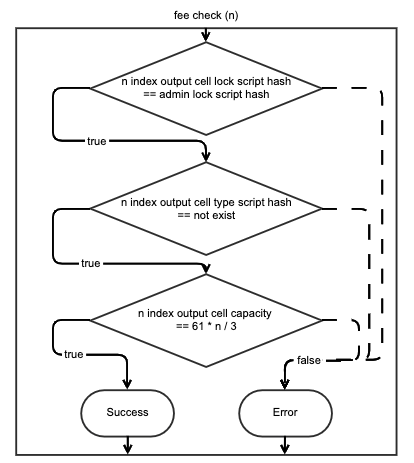 fee check (n)
n index output cell lock script hash
== admin lock script hash
true
n index output cell type script hash
== not exist
true
n index output cell capacity
== 61 * n / 3
true
false
Success
Error